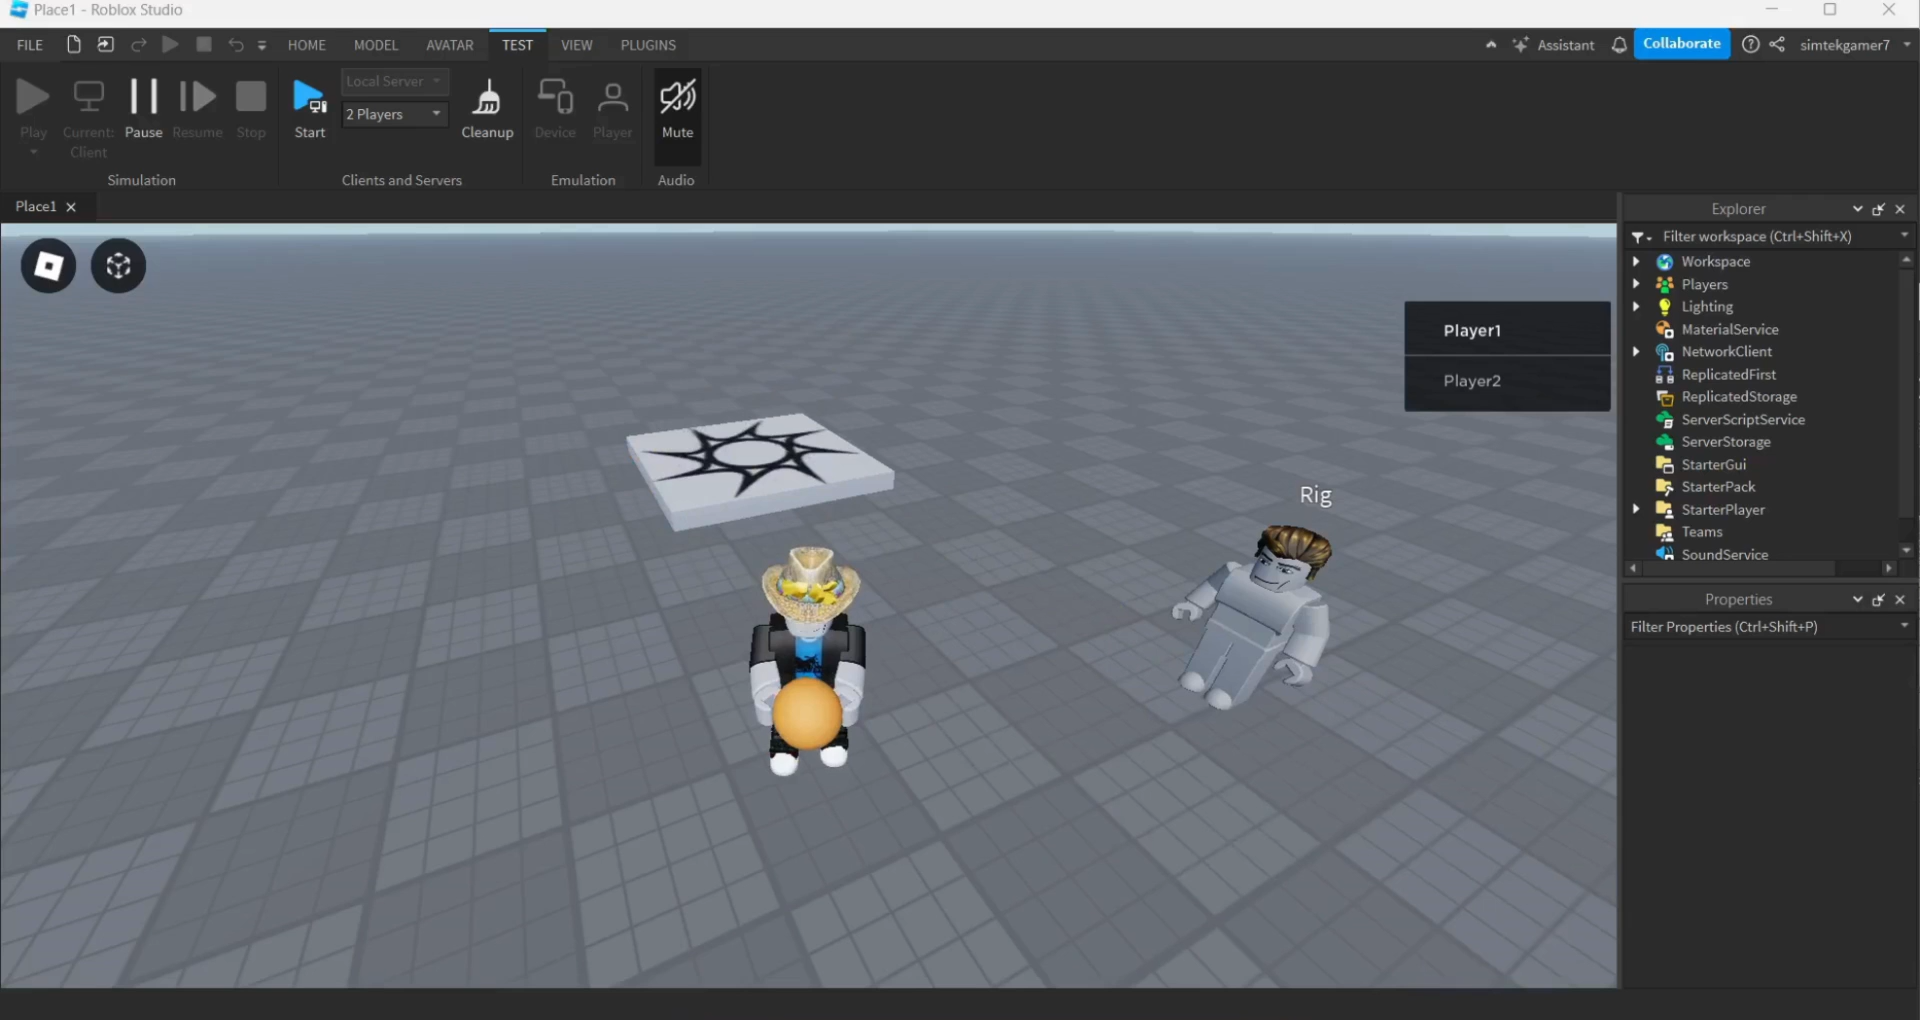 Place1 - Roblox Studio
FILE HOME MODEL AVATAR TEST VIEW PLUGINS Assistant Collaborate simtekgamer7
Play
Current:
Client
Pause
Resume
Stop
Simulation
Start
Local Server
2 Players
Cleanup
Clients and Servers
Device
Player
Emulation
Mute
Audio
Place1
Player1
Player2
Rig
Explorer
Filter workspace (Ctrl+Shift+X)
Workspace
Players
Lighting
MaterialService
NetworkClient
ReplicatedFirst
ReplicatedStorage
ServerScriptService
ServerStorage
StarterGui
StarterPack
StarterPlayer
Teams
SoundService
Properties
Filter Properties (Ctrl+Shift+P)